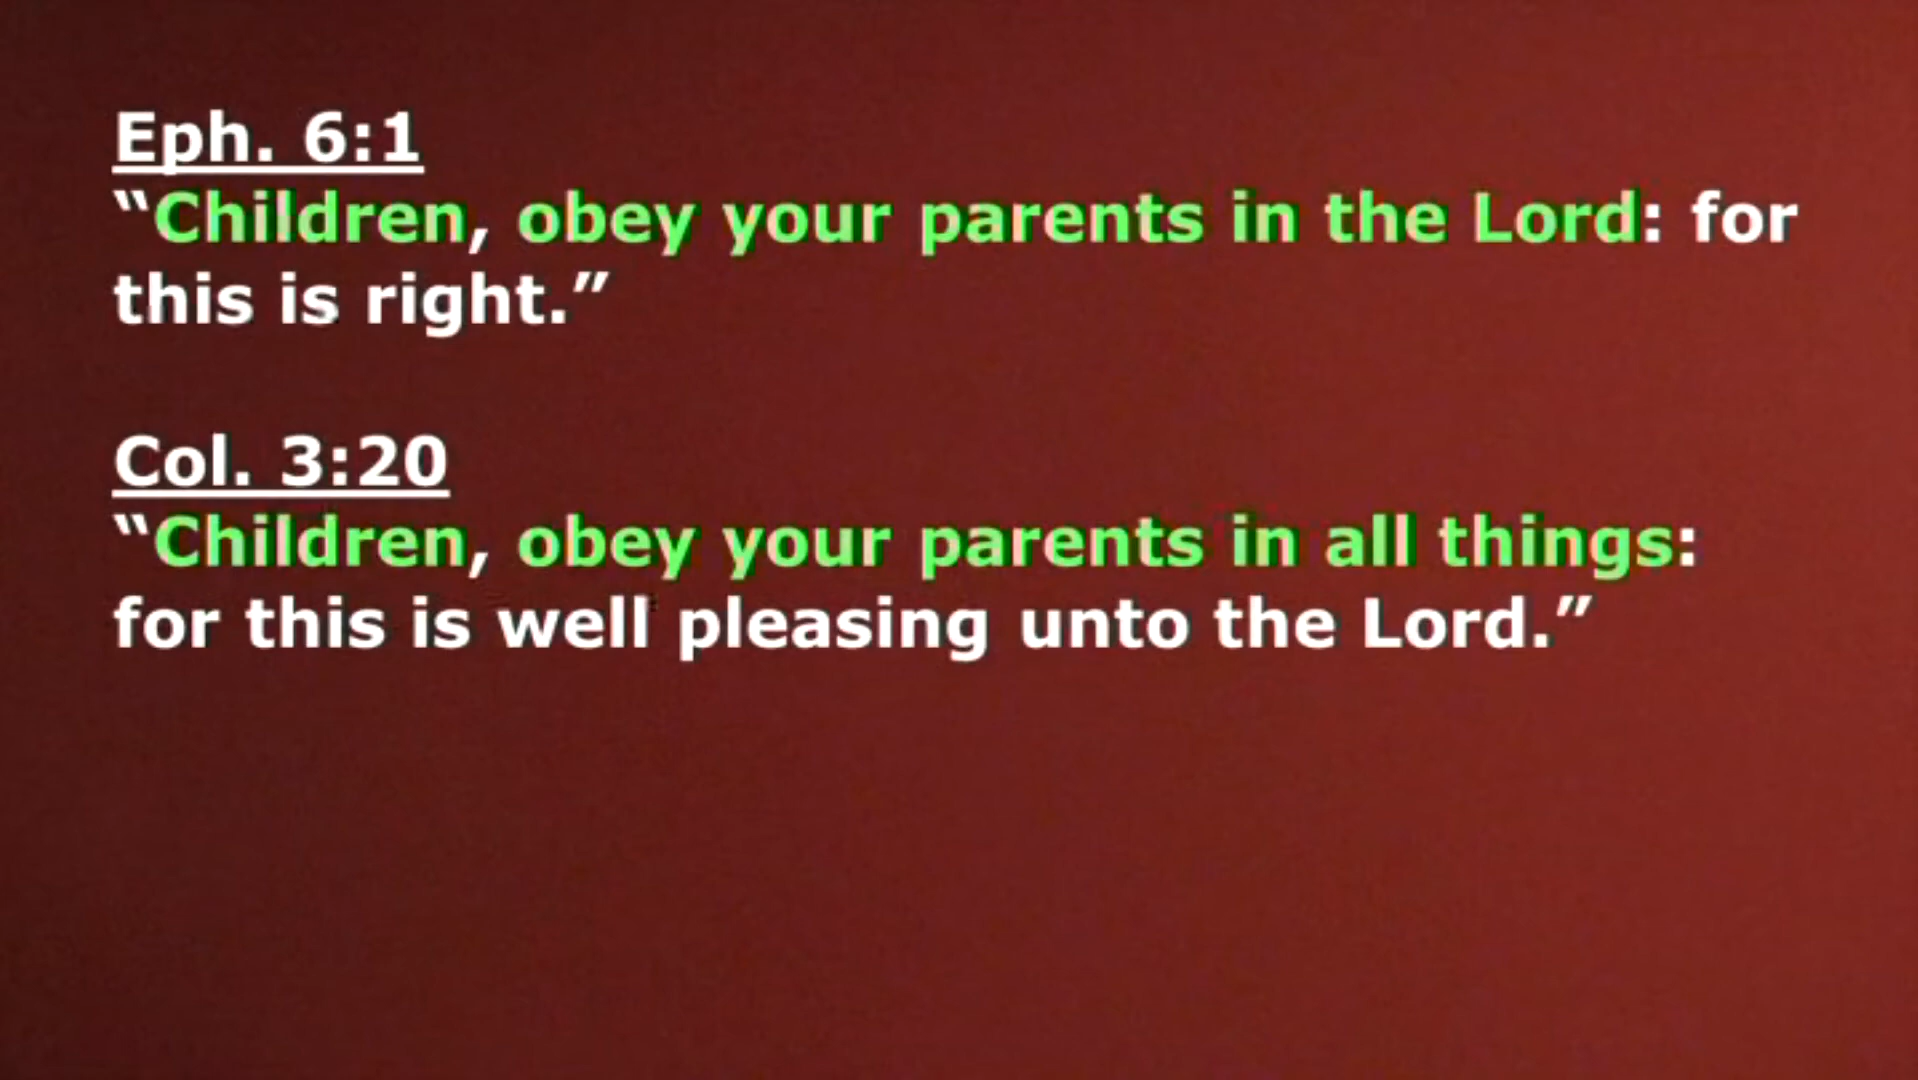 Eph. 6:1
“Children, obey your parents in the Lord: for
this is right.”
Col. 3:20
“Children, obey your parents in all things:
for this is well pleasing unto the Lord.”